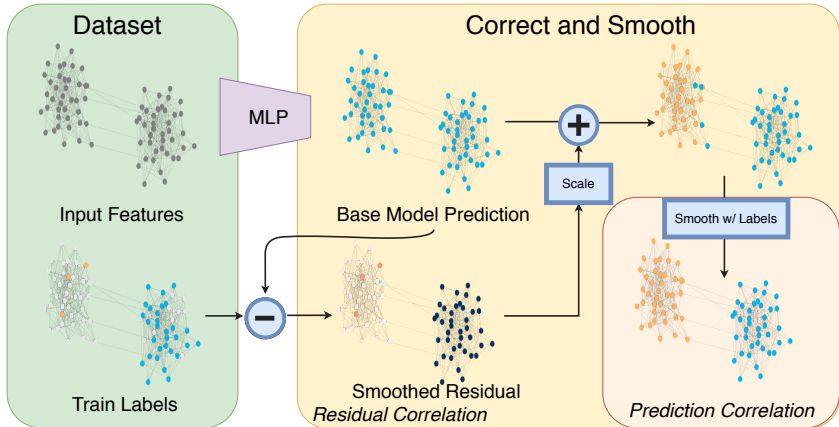 Dataset
Correct and Smooth
MLP
+
Scale
Input Features
Base Model Prediction
Smooth w/ Labels
−
Train Labels
Smoothed Residual
Residual Correlation
Prediction Correlation